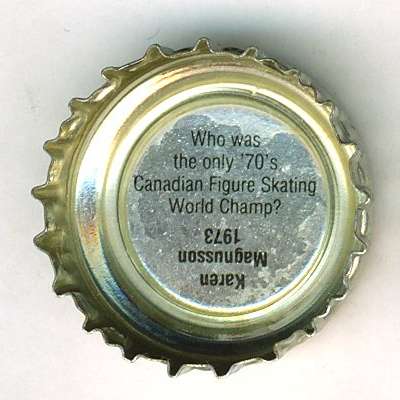 Who was
the only '70's
Canadian Figure Skating
World Champ?
Karen
Magnusson
1973